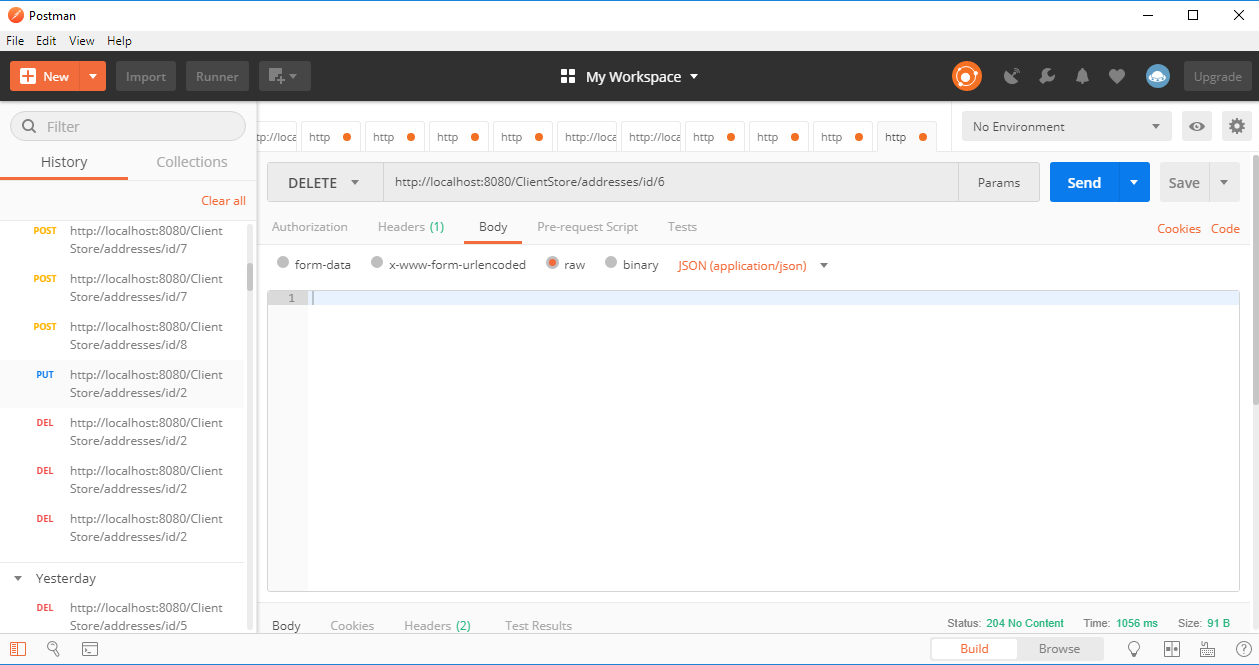 Postman
File Edit View Help
New Import Runner My Workspace Upgrade
Filter
History Collections
Clear all
POST http://localhost:8080/Client
Store/addresses/id/7
POST http://localhost:8080/Client
Store/addresses/id/7
POST http://localhost:8080/Client
Store/addresses/id/8
PUT http://localhost:8080/Client
Store/addresses/id/2
DEL http://localhost:8080/Client
Store/addresses/id/2
DEL http://localhost:8080/Client
Store/addresses/id/2
DEL http://localhost:8080/Client
Store/addresses/id/2
Yesterday
DEL http://localhost:8080/Client
Store/addresses/id/5
tp://loca http http http http http://loca http://loca http http http http
No Environment
DELETE http://localhost:8080/ClientStore/addresses/id/6 Params Send Save
Authorization Headers (1) Body Pre-request Script Tests Cookies Code
form-data x-www-form-urlencoded raw binary JSON (application/json)
1
Body Cookies Headers (2) Test Results Status: 204 No Content Time: 1056 ms Size: 91 B
Build Browse